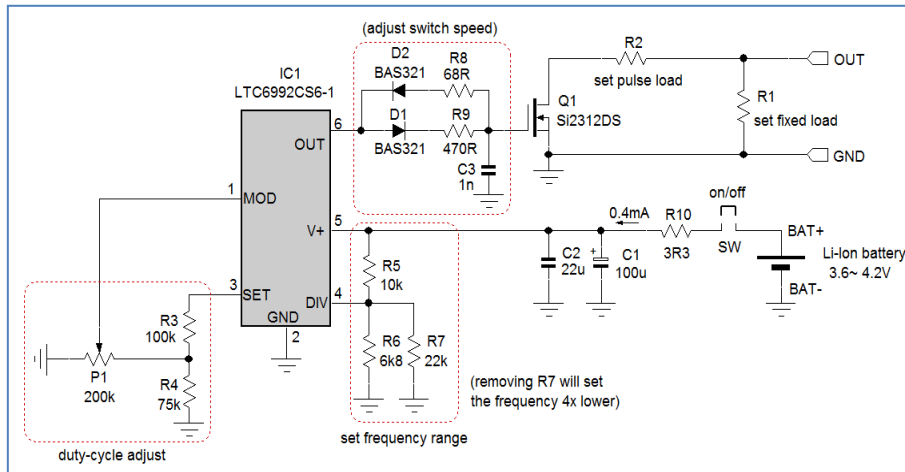 (adjust switch speed)
D2
BAS321
R8
68R
R2
set pulse load
OUT
IC1
LTC6992CS6-1
6
OUT
D1
BAS321
R9
470R
C3
1n
Q1
Si2312DS
R1
set fixed load
GND
1
MOD
5
V+
0.4mA
R10
3R3
on/off
SW
BAT+
Li-Ion battery
3.6~ 4.2V
BAT-
C2
22u
+
C1
100u
R5
10k
3
SET
4
DIV
GND
2
R3
100k
R6
6k8
R7
22k
P1
200k
R4
75k
(removing R7 will set
the frequency 4x lower)
set frequency range
duty-cycle adjust